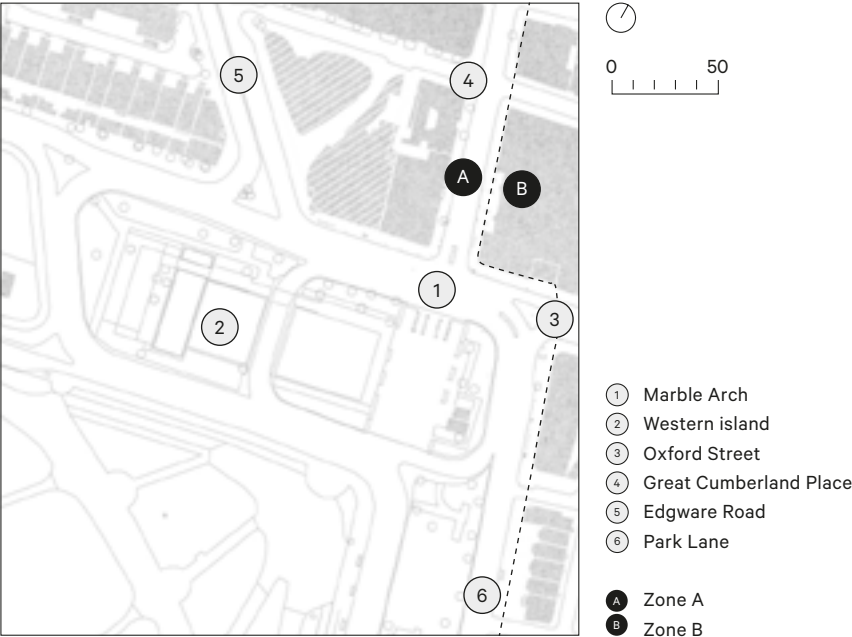 0 50
5
4
A
B
1
3
2
6
1 Marble Arch
2 Western island
3 Oxford Street
4 Great Cumberland Place
5 Edgware Road
6 Park Lane
A Zone A
B Zone B